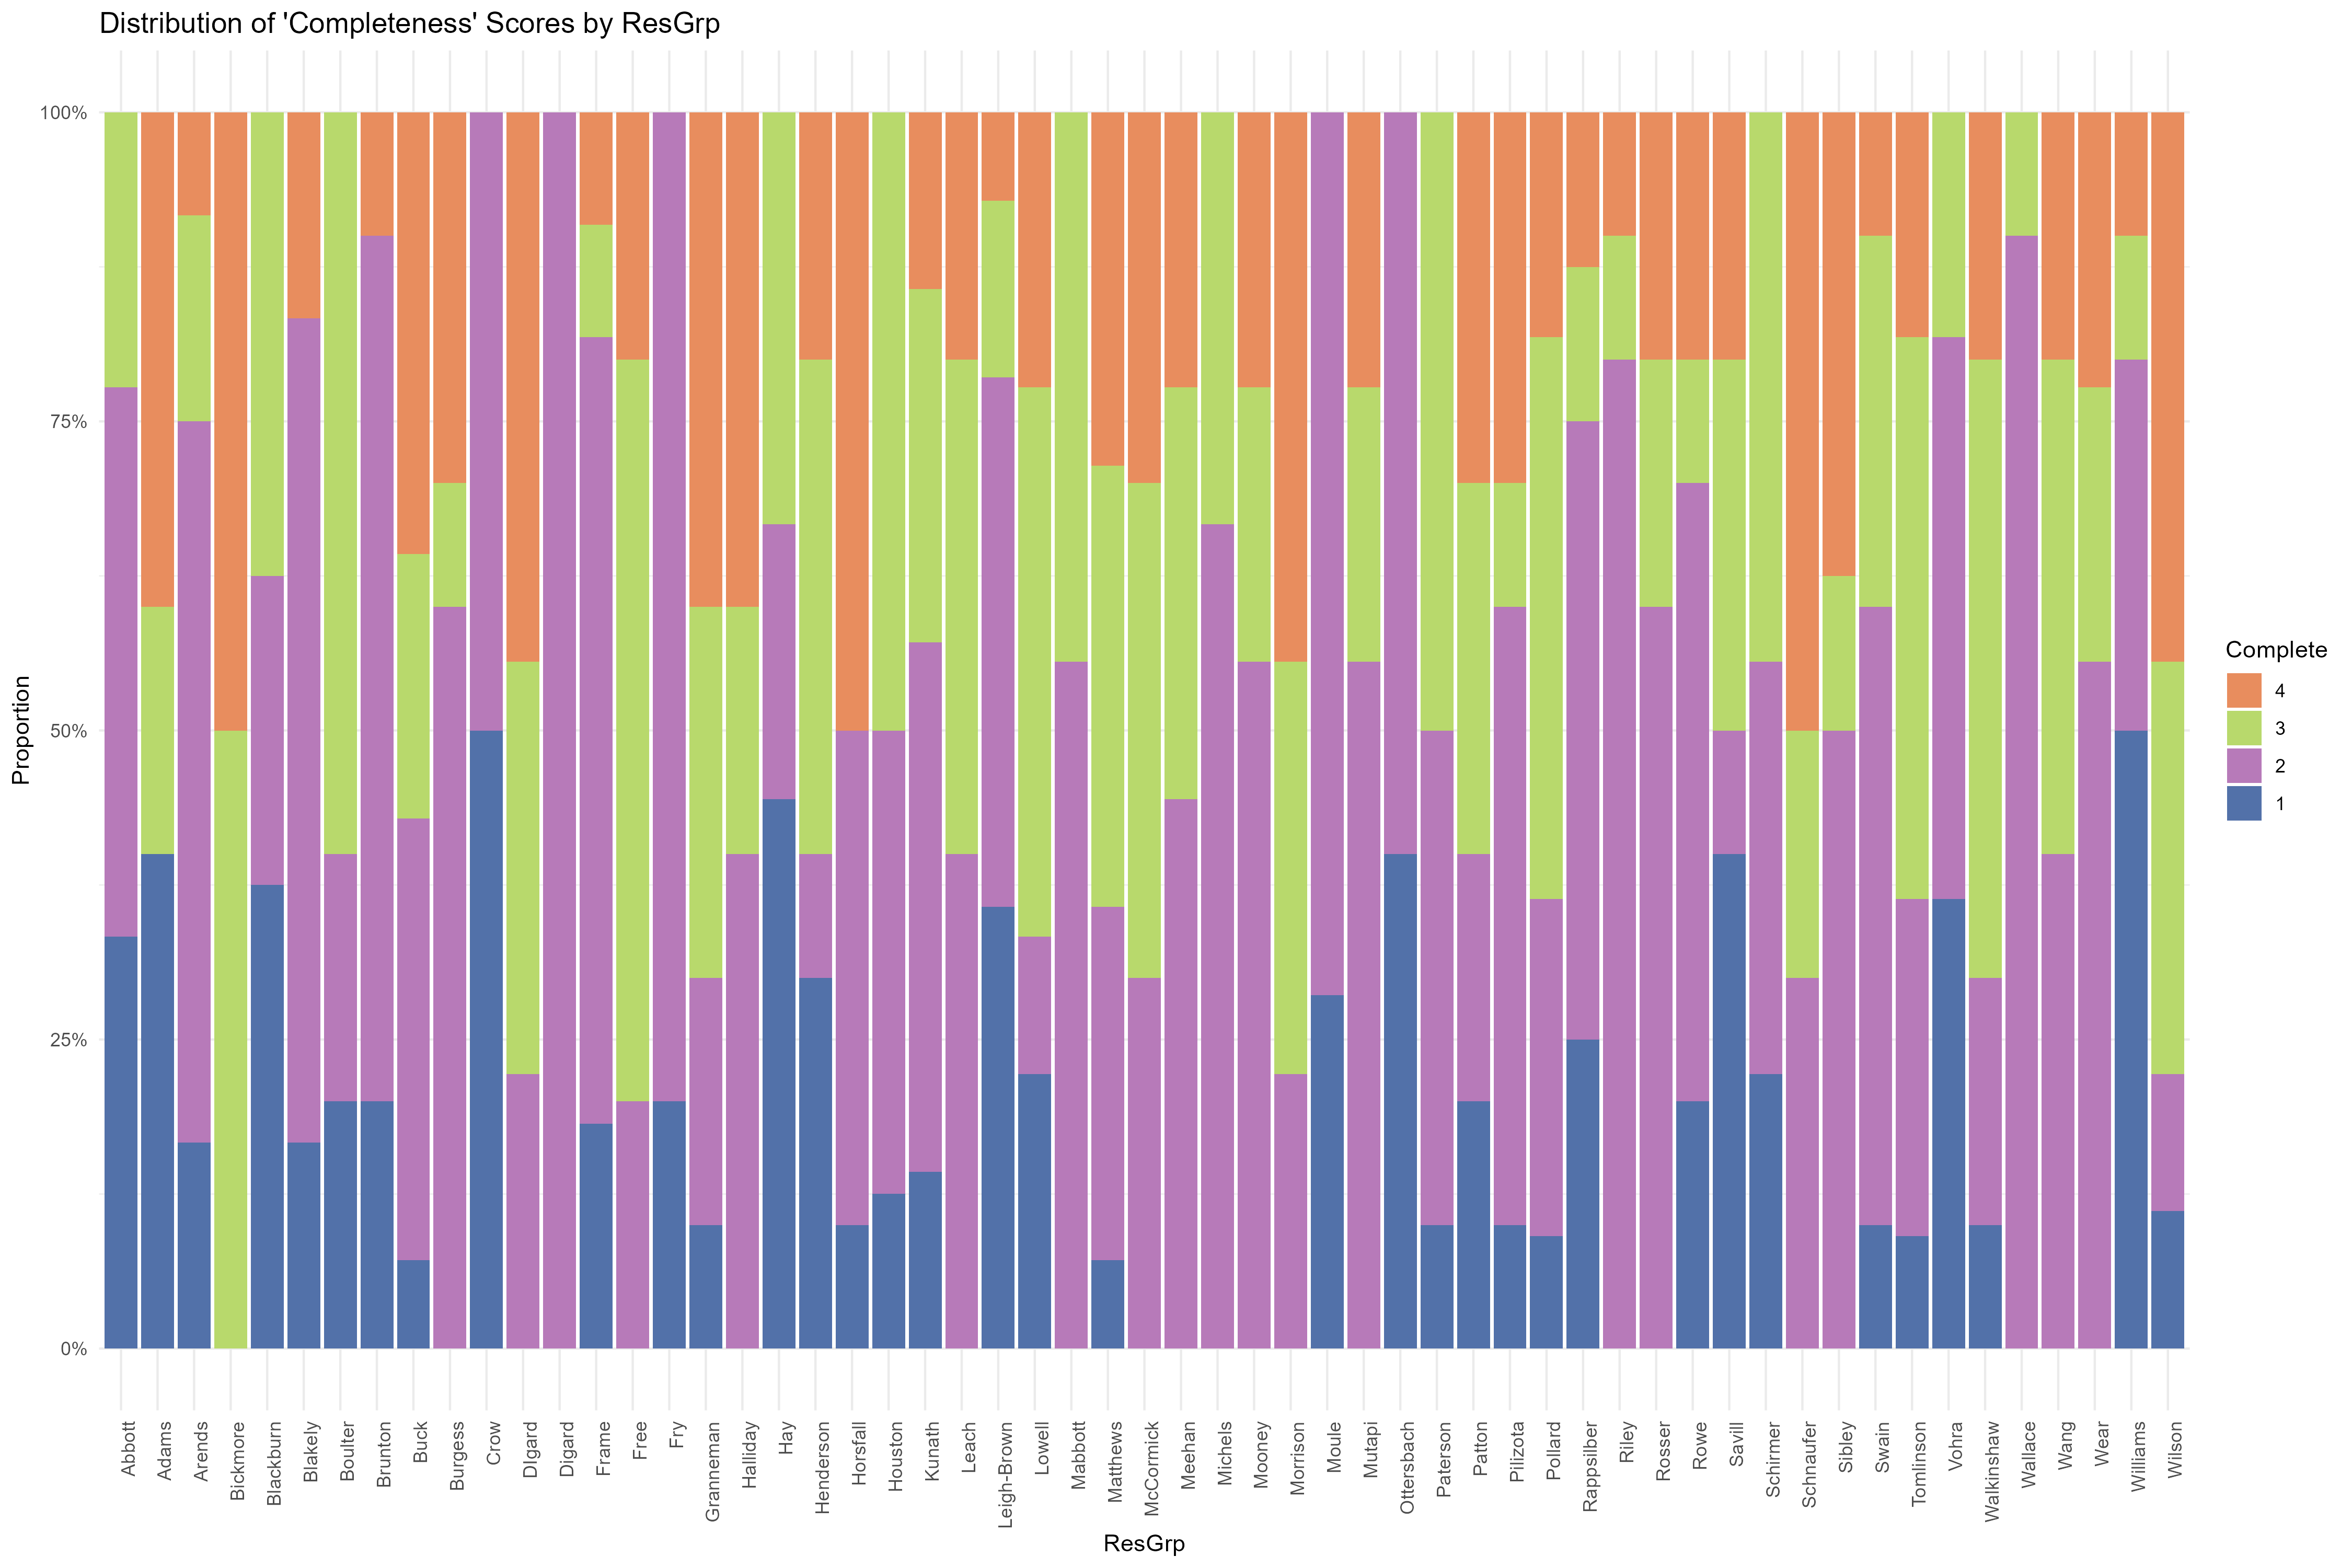 Distribution of 'Completeness' Scores by ResGrp
100%
75%
50%
25%
0%
Proportion
Abbott
Adams
Arends
Bickmore
Blackburn
Blakely
Boulter
Brunton
Buck
Burgess
Crow
DIgard
Digard
Frame
Free
Fry
Granneman
Halliday
Hay
Henderson
Horsfall
Houston
Kunath
Leach
Leigh-Brown
Lowell
Mabbott
Matthews
McCormick
Meehan
Michels
Mooney
Morrison
Moule
Mutapi
Ottersbach
Paterson
Patton
Pilizota
Pollard
Rappsilber
Riley
Rosser
Rowe
Savill
Schirmer
Schnaufer
Sibley
Swain
Tomlinson
Vohra
Walkinshaw
Wallace
Wang
Wear
Williams
Wilson
ResGrp
Complete
4
3
2
1